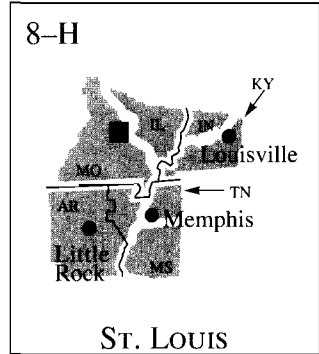 8–H
KY
IL
IN
Louisville
MO
TN
AR
Memphis
Little
Rock
MS
ST. LOUIS